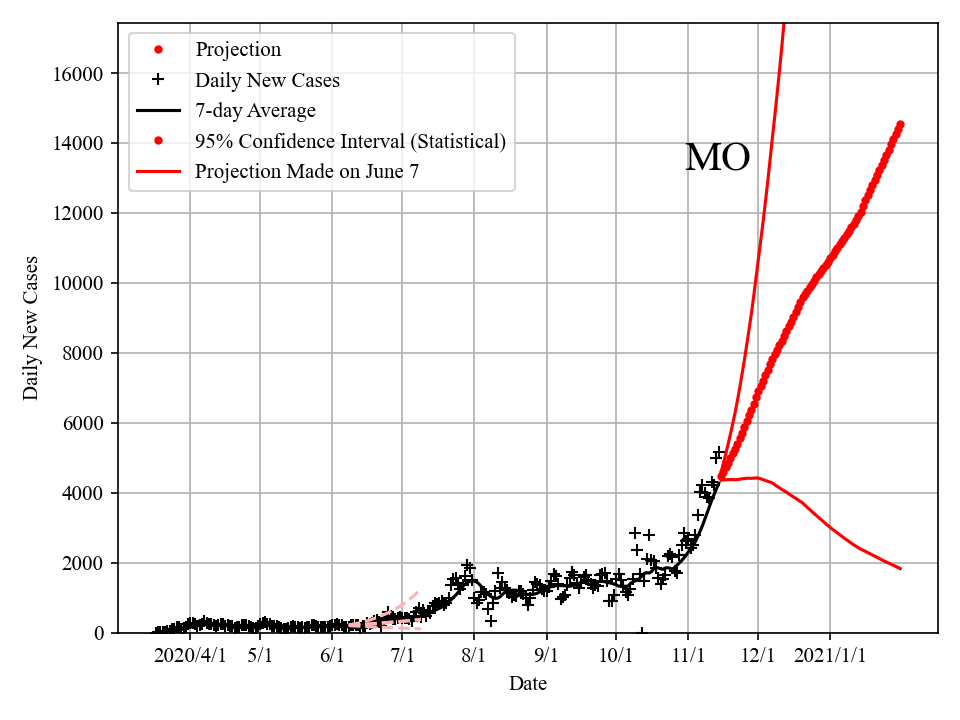 Projection
Daily New Cases
7-day Average
95% Confidence Interval (Statistical)
Projection Made on June 7
MO
16000
14000
12000
10000
8000
6000
4000
2000
0
Daily New Cases
2020/4/1 5/1 6/1 7/1 8/1 9/1 10/1 11/1 12/1 2021/1/1
Date